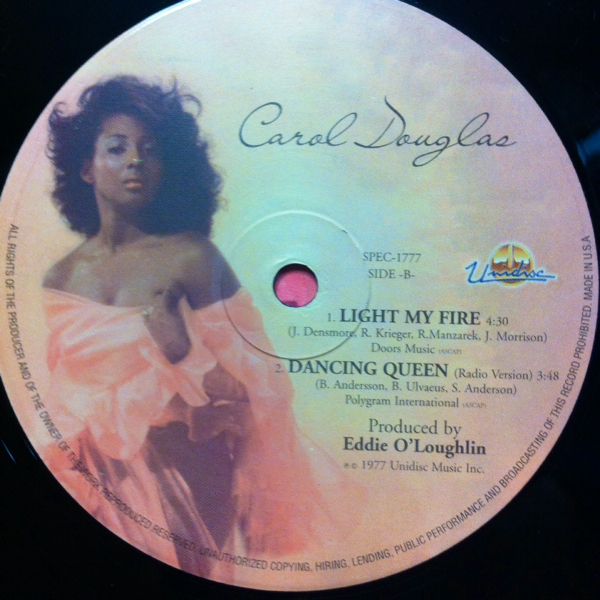 Carol Douglas
SPEC-1777
SIDE -B-
Unidisc
1. LIGHT MY FIRE 4:30
(J. Densmore, R. Krieger, R.Manzarek, J. Morrison)
Doors Music (ASCAP)
2. DANCING QUEEN (Radio Version) 3:48
(B. Andersson, B. Ulvaeus, S. Anderson)
Polygram International (ASCAP)
Produced by
Eddie O'Loughlin
℗ © 1977 Unidisc Music Inc.
ALL RIGHTS OF THE PRODUCER AND OF THE OWNER OF THE WORK REPRODUCED RESERVED. UNAUTHORIZED COPYING, HIRING, LENDING, PUBLIC PERFORMANCE AND BROADCASTING OF THIS RECORD PROHIBITED. MADE IN U.S.A